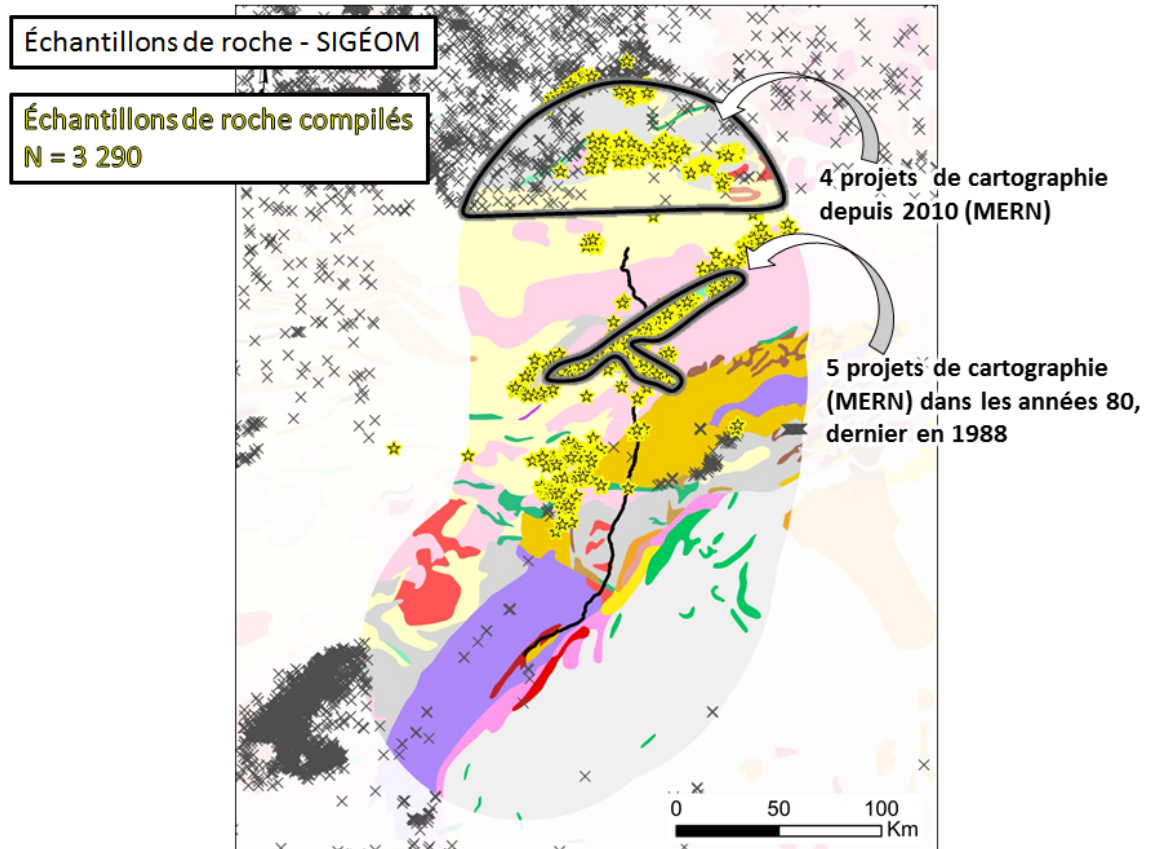 Échantillons de roche - SIGÉOM
Échantillons de roche compilés
N = 3 290
4 projets de cartographie
depuis 2010 (MERN)
5 projets de cartographie
(MERN) dans les années 80,
dernier en 1988
0 50 100
Km